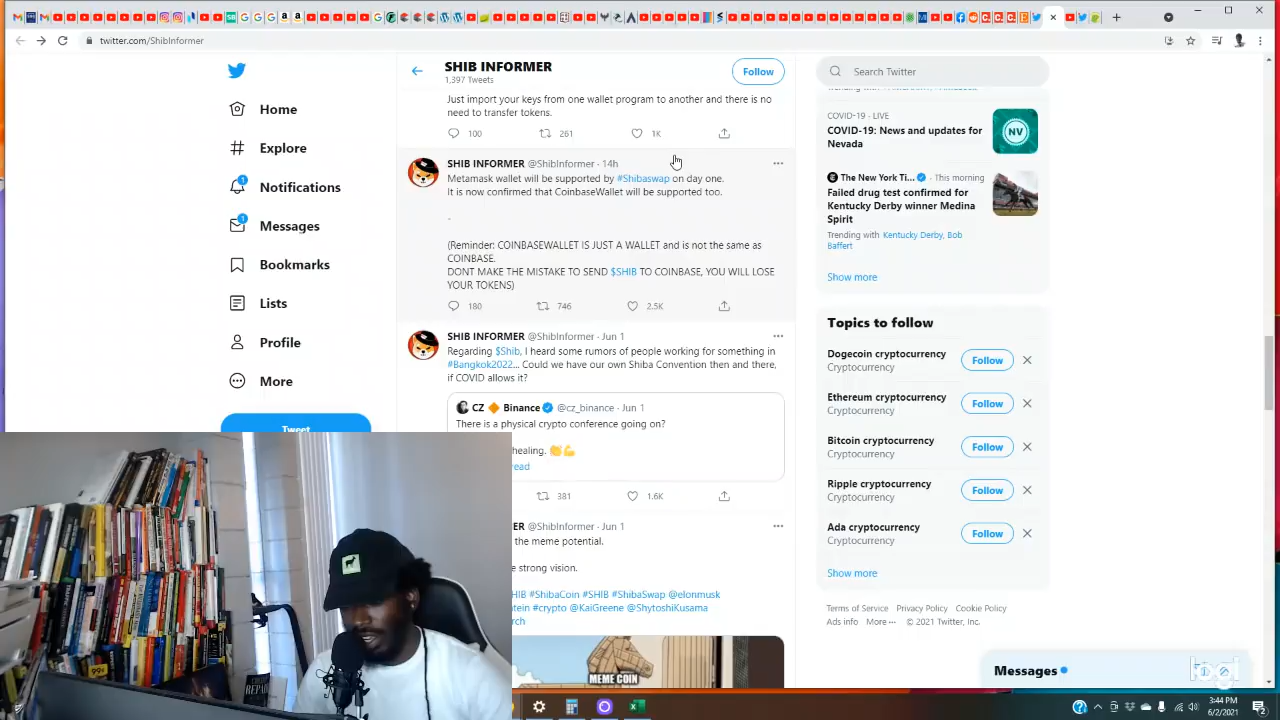 twitter.com/ShibInformer
SHIB INFORMER
1,397 Tweets
Follow
Search Twitter
Home
Explore
Notifications
1
Messages
1
Bookmarks
Lists
Profile
More
Tweet
Just import your keys from one wallet program to another and there is no
need to transfer tokens.
100 261 1K
SHIB INFORMER @ShibInformer · 14h
Metamask wallet will be supported by #Shibaswap on day one.
It is now confirmed that CoinbaseWallet will be supported too.
.
(Reminder: COINBASEWALLET IS JUST A WALLET and is not the same as
COINBASE.
DONT MAKE THE MISTAKE TO SEND $SHIB TO COINBASE, YOU WILL LOSE
YOUR TOKENS)
180 746 2.5K
SHIB INFORMER @ShibInformer · Jun 1
Regarding $Shib, I heard some rumors of people working for something in
#Bangkok2022... Could we have our own Shiba Convention then and there,
if COVID allows it?
CZ Binance @cz_binance · Jun 1
There is a physical crypto conference going on?
healing.
read
381 1.6K
ER @ShibInformer · Jun 1
the meme potential.
e strong vision.
HIB #ShibaCoin #SHIB #ShibaSwap @elonmusk
tein #crypto @KaiGreene @ShytoshiKusama
rch
MEME COIN
COVID-19 · LIVE
COVID-19: News and updates for
Nevada
NV
The New York Ti... · This morning
Failed drug test confirmed for
Kentucky Derby winner Medina
Spirit
Trending with Kentucky Derby, Bob
Baffert
Show more
Topics to follow
Dogecoin cryptocurrency
Cryptocurrency
Follow
Ethereum cryptocurrency
Cryptocurrency
Follow
Bitcoin cryptocurrency
Cryptocurrency
Follow
Ripple cryptocurrency
Cryptocurrency
Follow
Ada cryptocurrency
Cryptocurrency
Follow
Show more
Terms of Service Privacy Policy Cookie Policy
Ads info More ··· © 2021 Twitter, Inc.
Messages
3:44 PM
6/2/2021
2